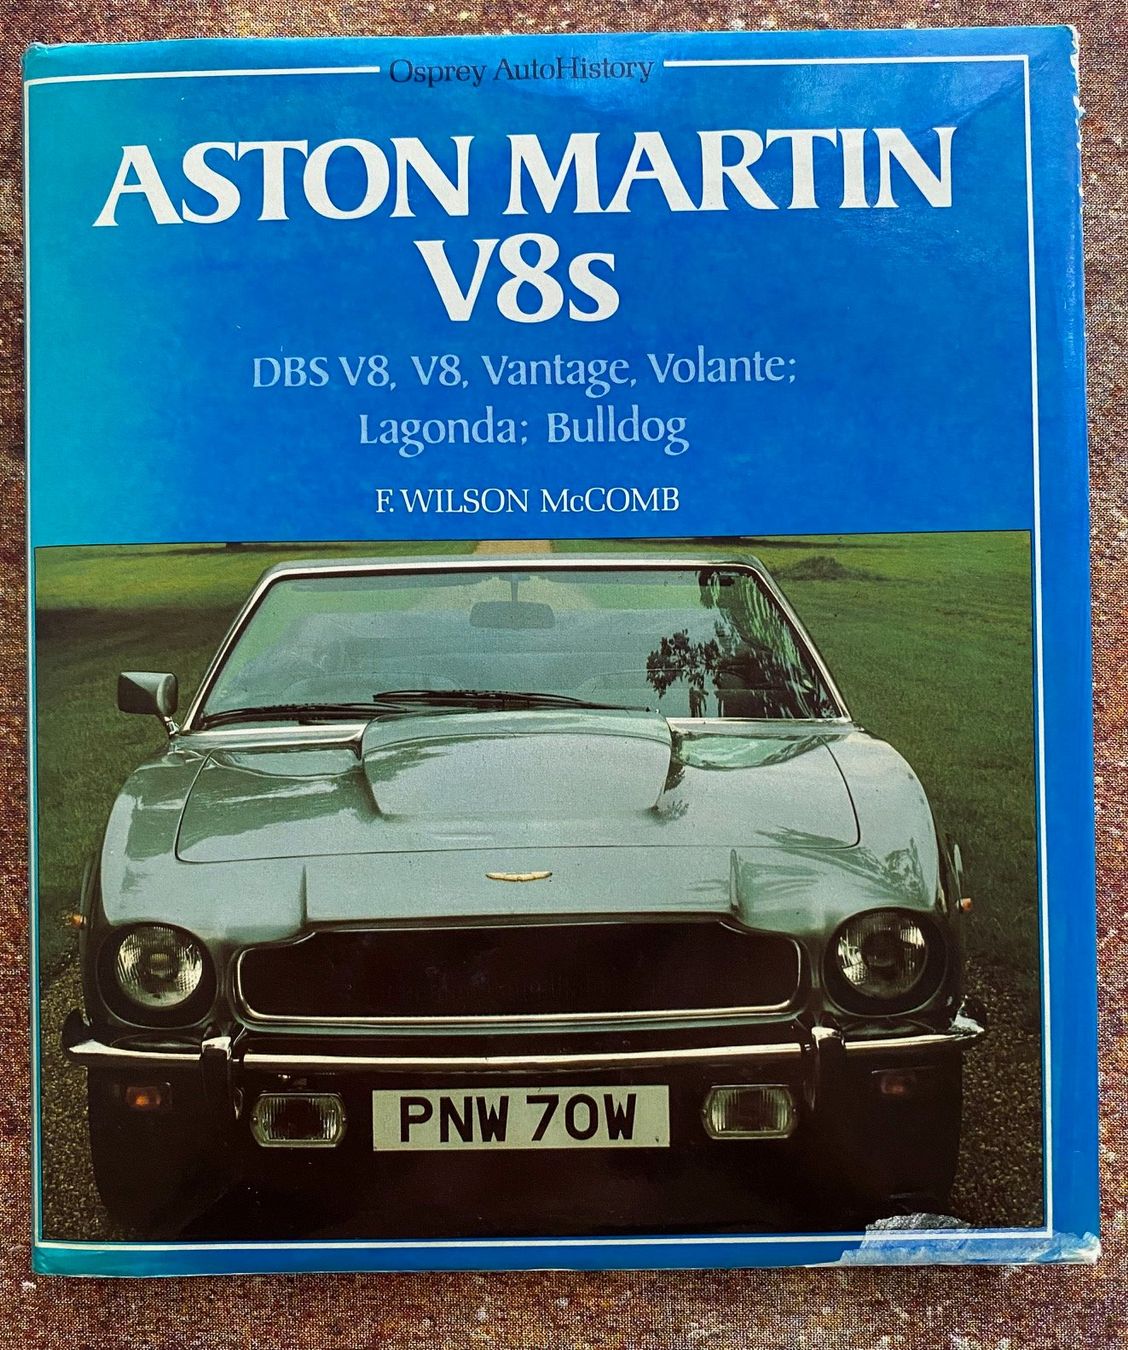 Osprey AutoHistory
ASTON MARTIN
V8s
DBS V8, V8, Vantage, Volante;
Lagonda; Bulldog
F. WILSON McCOMB
PNW 70W